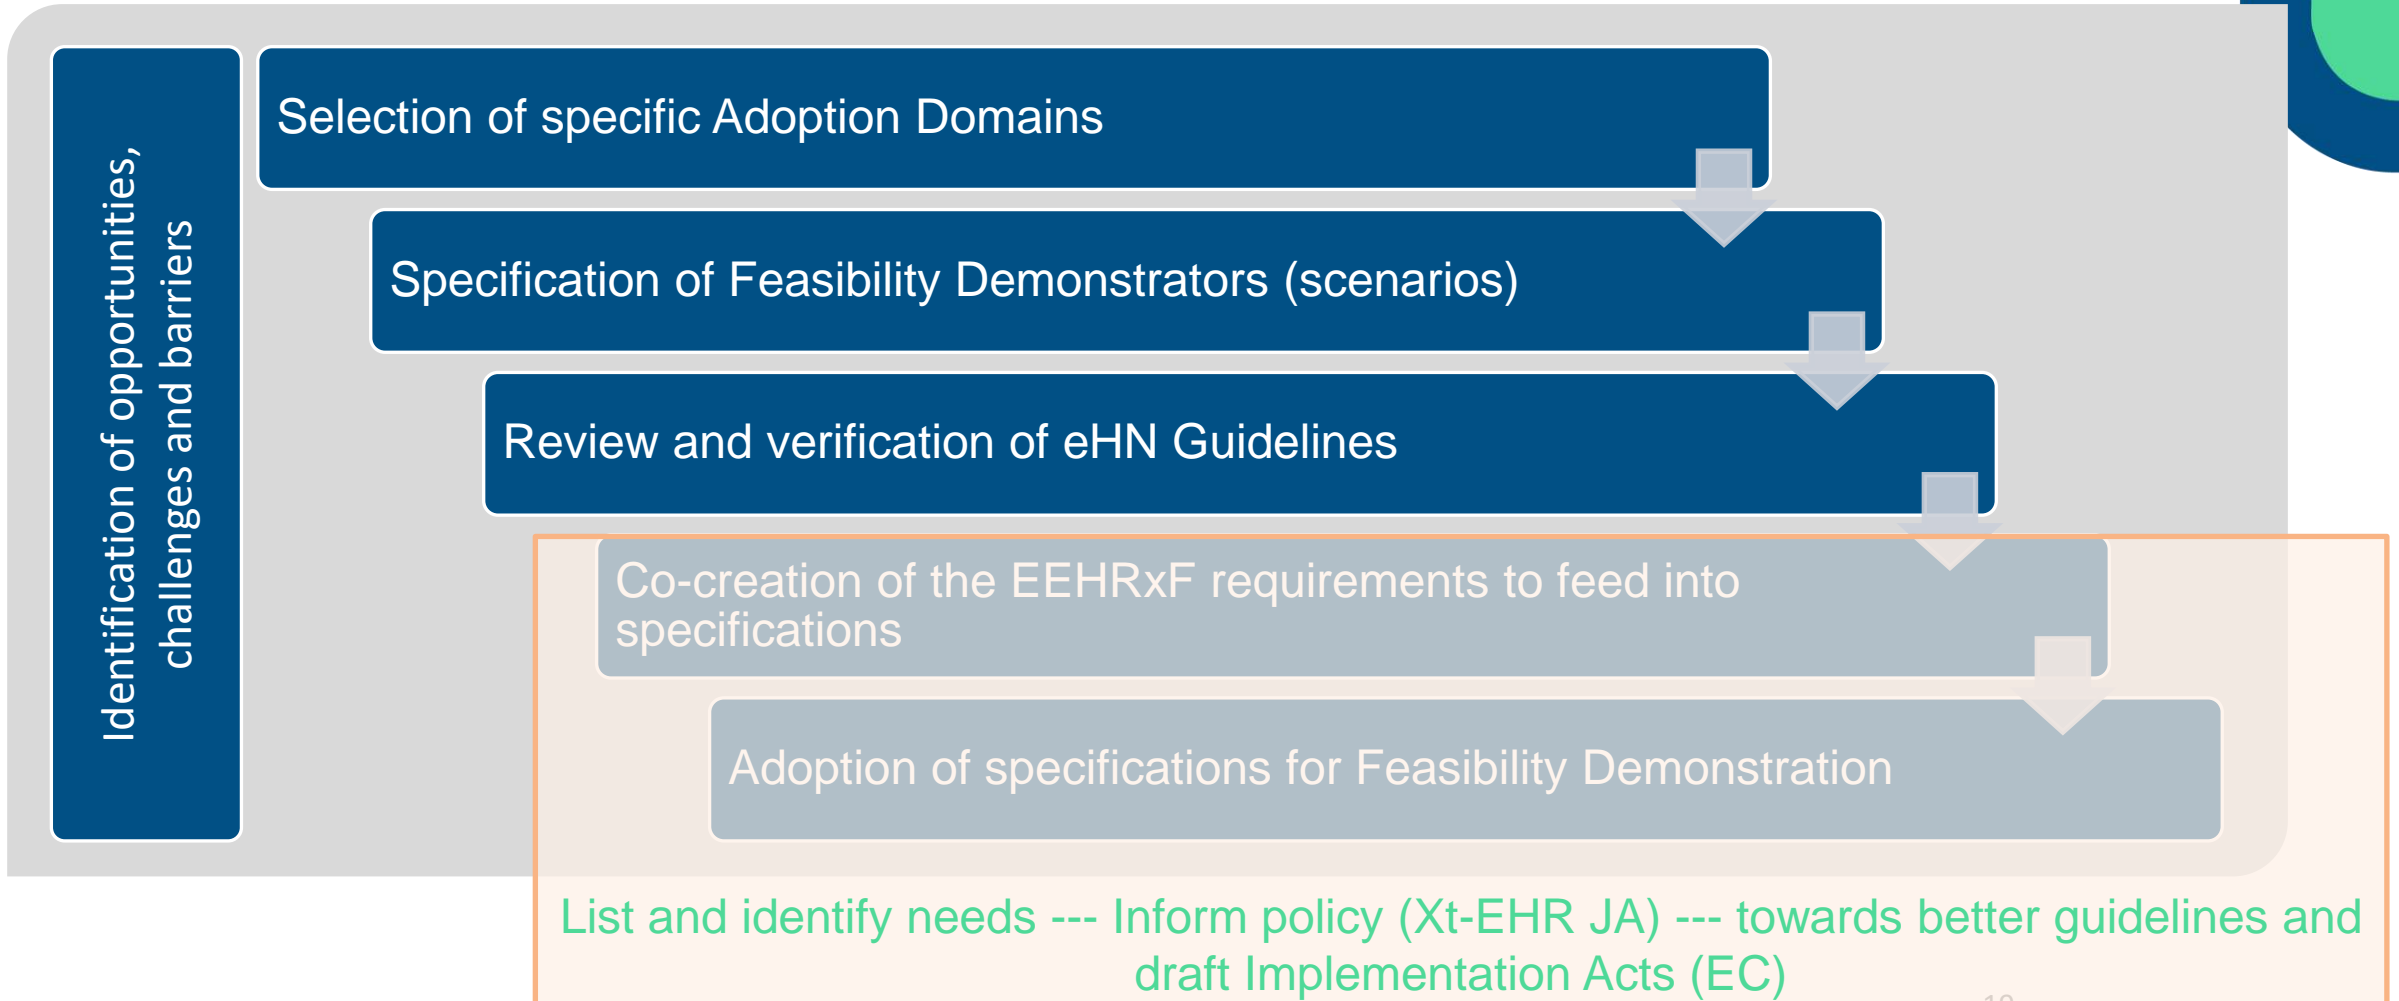 Identification of opportunities,
challenges and barriers
Selection of specific Adoption Domains
Specification of Feasibility Demonstrators (scenarios)
Review and verification of eHN Guidelines
Co-creation of the EEHRxF requirements to feed into
specifications
Adoption of specifications for Feasibility Demonstration
List and identify needs --- Inform policy (Xt-EHR JA) --- towards better guidelines and
draft Implementation Acts (EC)